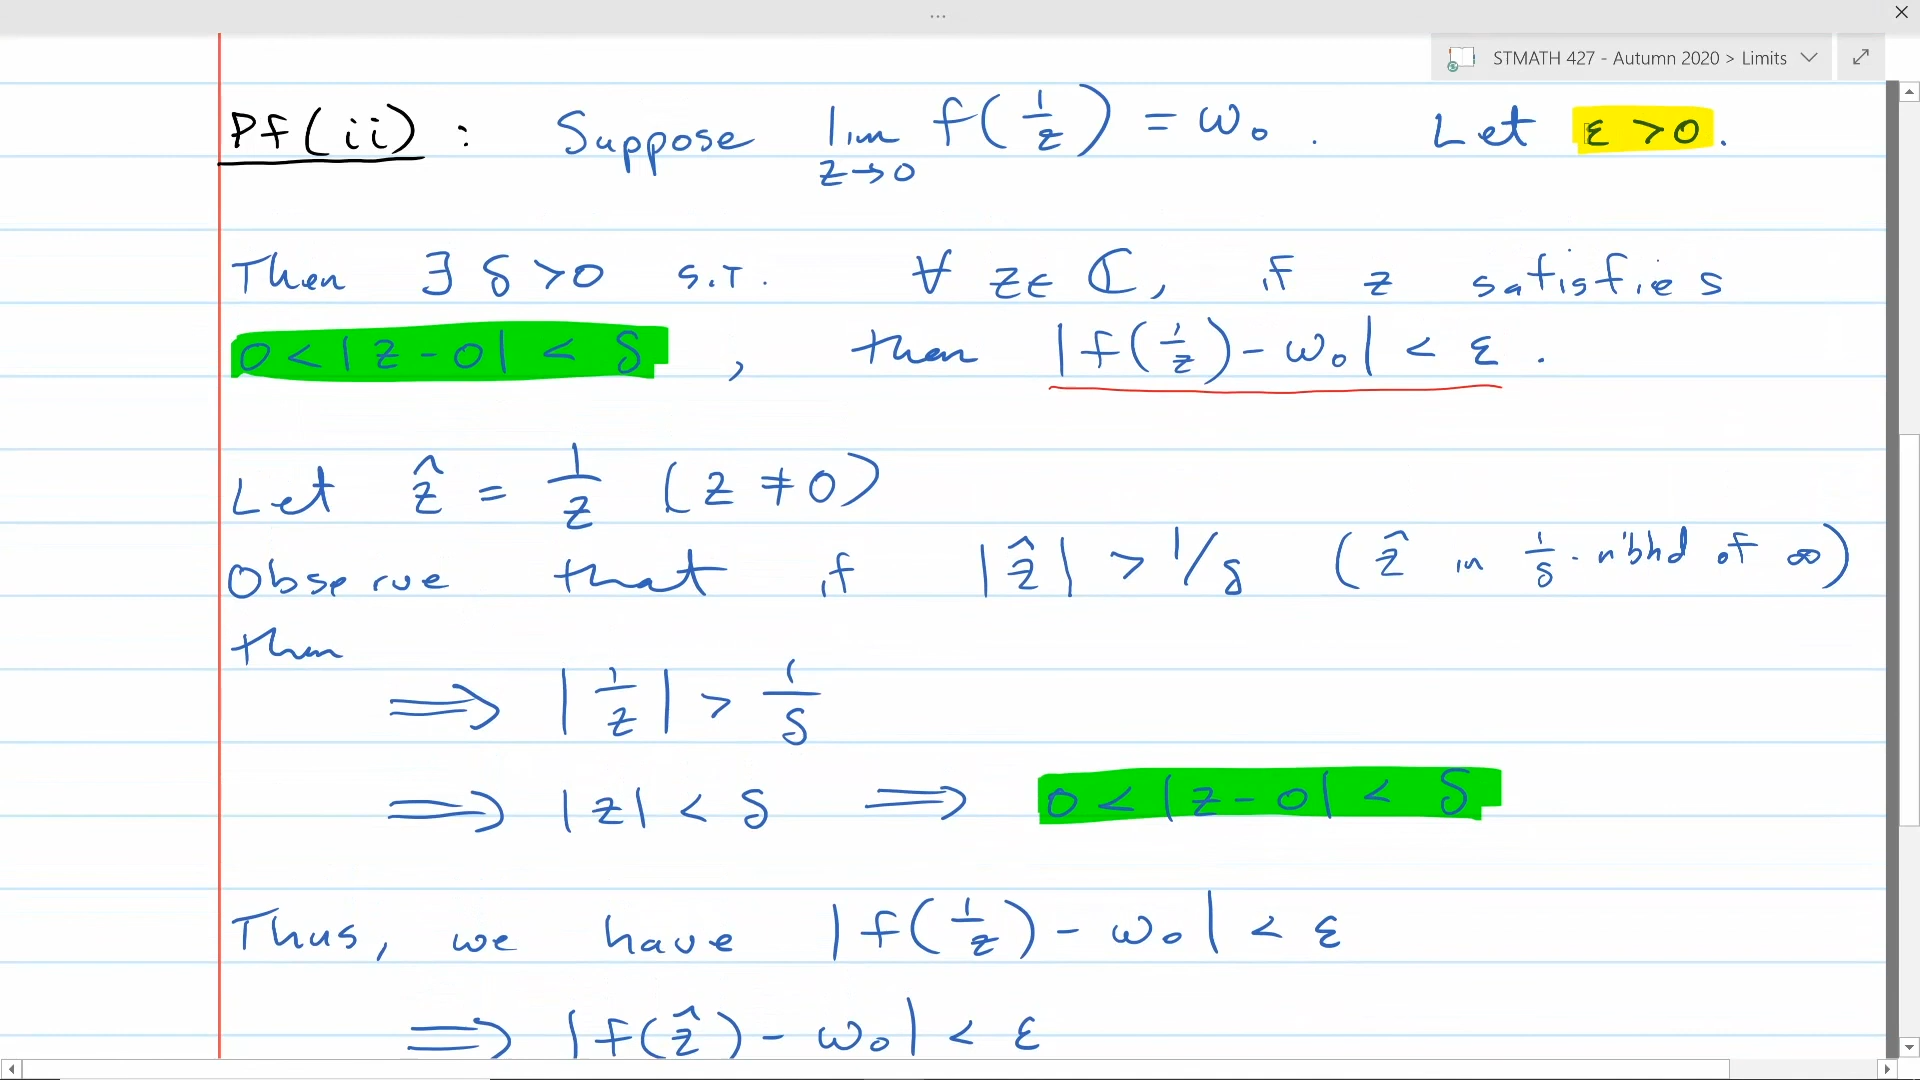 ...
STMATH 427 - Autumn 2020 > Limits
Pf(ii): Suppose lim_{z→0} f(1/z) = w₀. Let ε > 0.
Then ∃ δ > 0 s.t. ∀ z ∈ ℂ, if z satisfies
0 < |z - 0| < δ, then |f(1/z) - w₀| < ε.
Let ẑ = 1/z (z ≠ 0)
Observe that if |ẑ| > 1/δ (ẑ in 1/δ - n'bhd of ∞)
then
⟹ |1/z| > 1/δ
⟹ |z| < δ ⟹ 0 < |z - 0| < δ
Thus, we have |f(1/z) - w₀| < ε
⟹ |f(ẑ) - w₀| < ε